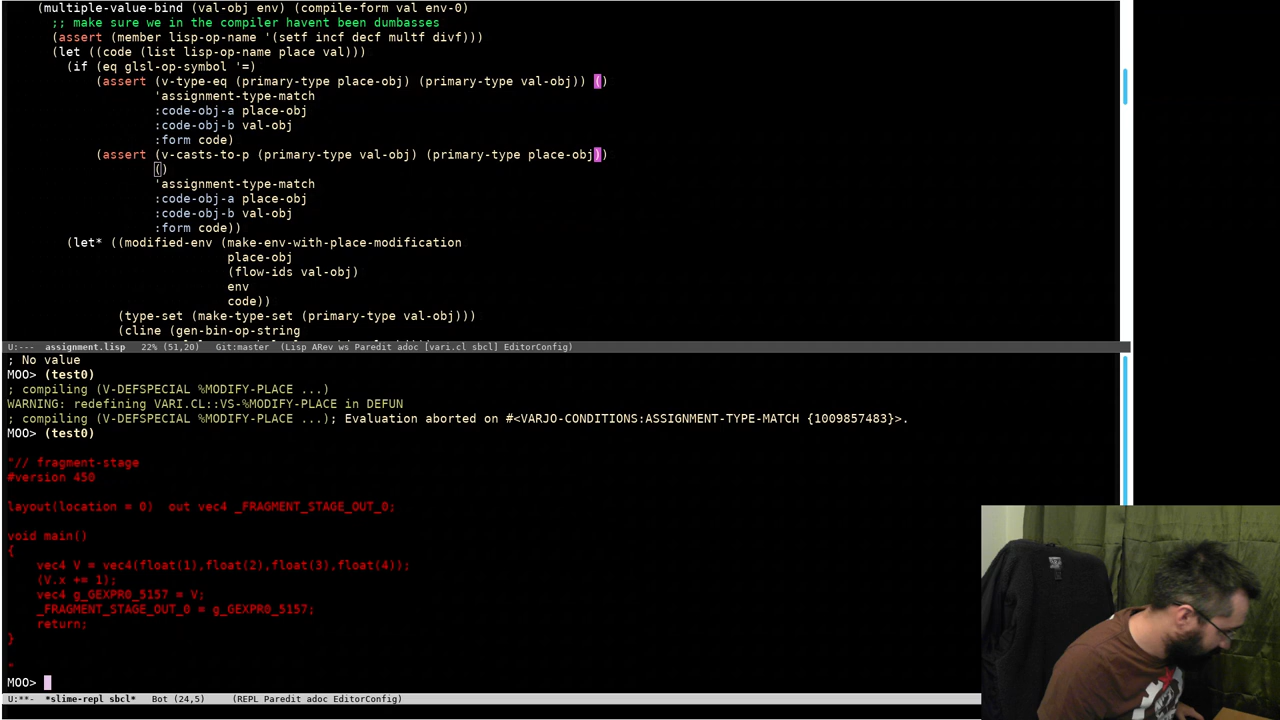 (multiple-value-bind (val-obj env) (compile-form val env-0)
;; make sure we in the compiler havent been dumbasses
(assert (member lisp-op-name '(setf incf decf multf divf)))
(let ((code (list lisp-op-name place val)))
(if (eq glsl-op-symbol '=)
(assert (v-type-eq (primary-type place-obj) (primary-type val-obj)) ()
'assignment-type-match
:code-obj-a place-obj
:code-obj-b val-obj
:form code)
(assert (v-casts-to-p (primary-type val-obj) (primary-type place-obj))
()
'assignment-type-match
:code-obj-a place-obj
:code-obj-b val-obj
:form code))
(let* ((modified-env (make-env-with-place-modification
place-obj
(flow-ids val-obj)
env
code))
(type-set (make-type-set (primary-type val-obj)))
(cline (gen-bin-op-string
U:---  assignment.lisp   22% (51,20)   Git:master  (Lisp ARev ws Paredit adoc [vari.cl sbcl] EditorConfig)
; No value
MOO> (test0)
; compiling (V-DEFSPECIAL %MODIFY-PLACE ...)
WARNING: redefining VARI.CL::VS-%MODIFY-PLACE in DEFUN
; compiling (V-DEFSPECIAL %MODIFY-PLACE ...); Evaluation aborted on #<VARJO-CONDITIONS:ASSIGNMENT-TYPE-MATCH {1009857483}>.
MOO> (test0)
"// fragment-stage
#version 450
layout(location = 0)  out vec4 _FRAGMENT_STAGE_OUT_0;
void main()
{
vec4 V = vec4(float(1),float(2),float(3),float(4));
(V.x += 1);
vec4 g_GEXPR0_5157 = V;
_FRAGMENT_STAGE_OUT_0 = g_GEXPR0_5157;
return;
}
"
MOO>
U:**-  *slime-repl sbcl*   Bot (24,5)     (REPL Paredit adoc EditorConfig)